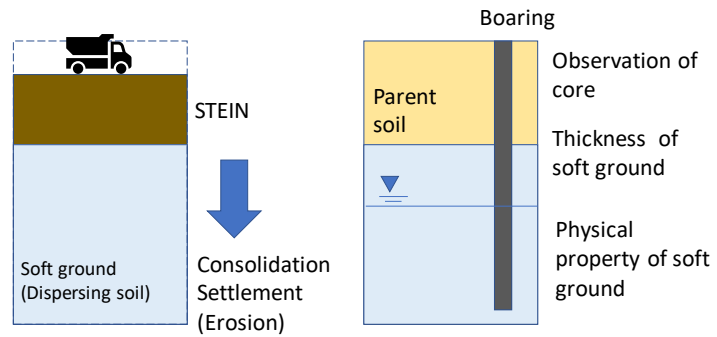 STEIN
Soft ground
(Dispersing soil)
Consolidation
Settlement
(Erosion)
Boaring
Parent
soil
Observation of
core
Thickness of
soft ground
Physical
property of soft
ground